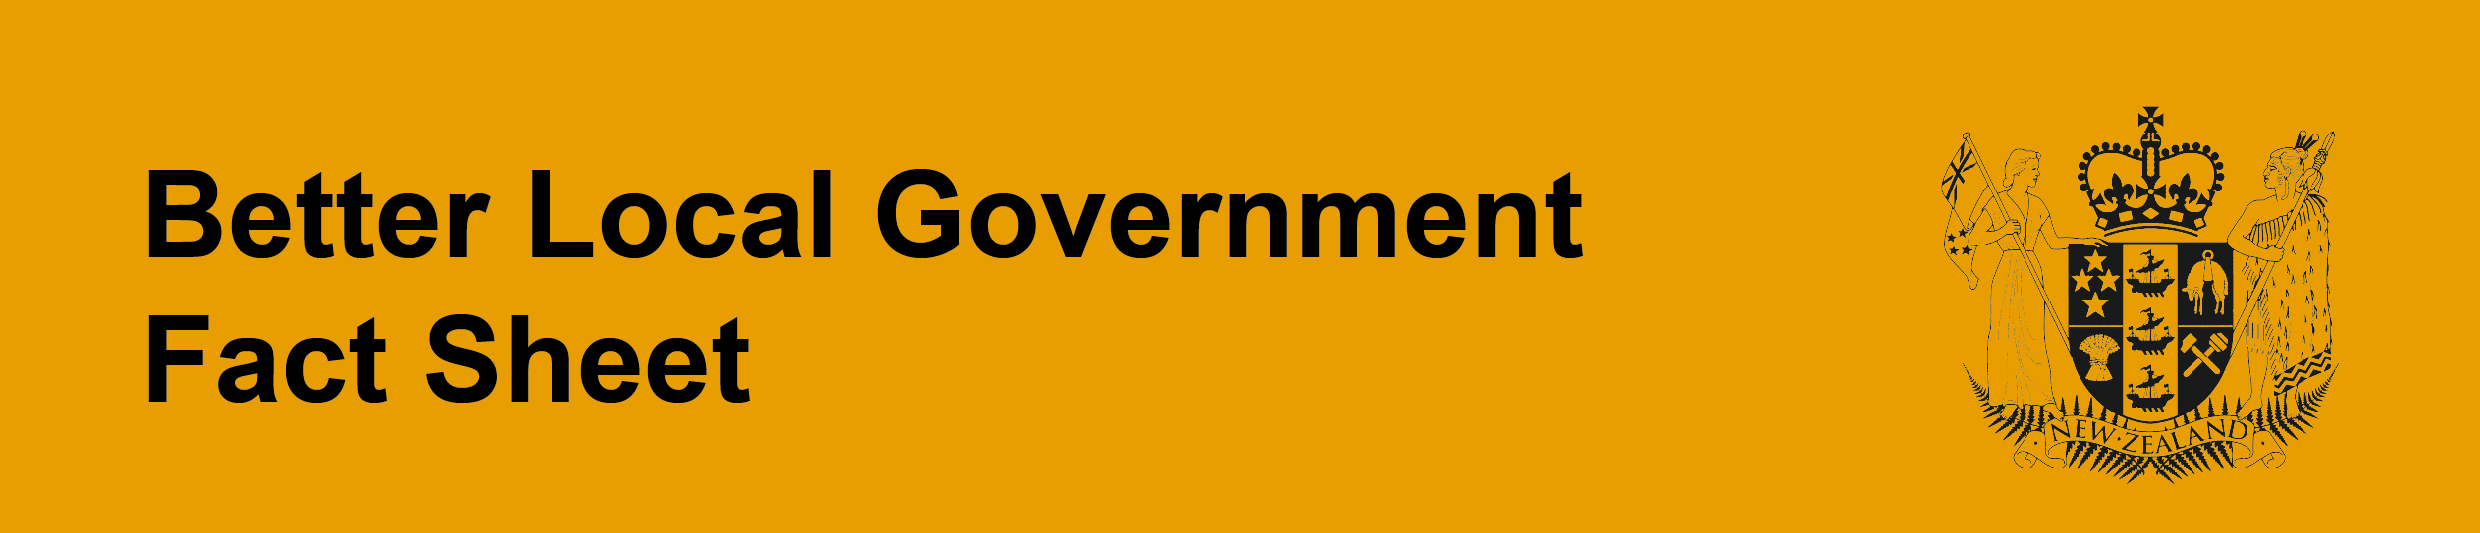 Better Local Government
Fact Sheet
NEW·ZEALAND